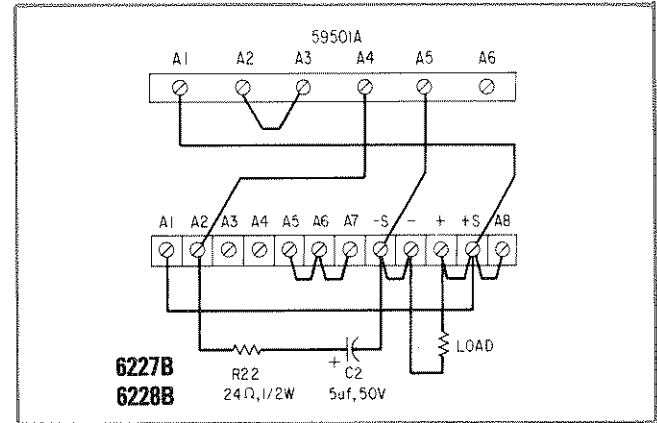 59501A
A1 A2 A3 A4 A5 A6
A1 A2 A3 A4 A5 A6 A7 -S - + +S A8
LOAD
6227B
6228B
+
R22 C2
24Ω,1/2W 5uf,50V